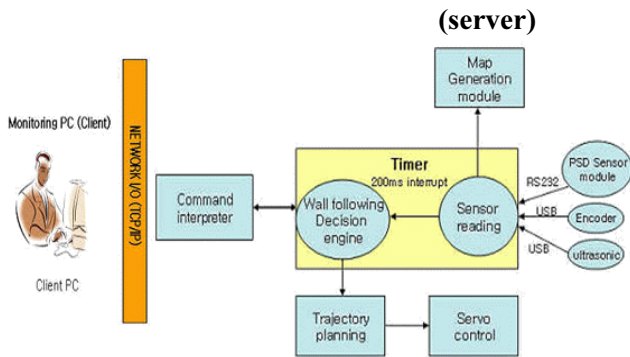 (server)
Map
Generation
module
Monitoring PC (Client)
NETWORK I/O (TCP/IP)
Timer
200ms interrupt
RS232
PSD Sensor
module
Command
interpreter
Wall following
Decision
engine
Sensor
reading
USB
Encoder
USB
ultrasonic
Client PC
Trajectory
planning
Servo
control